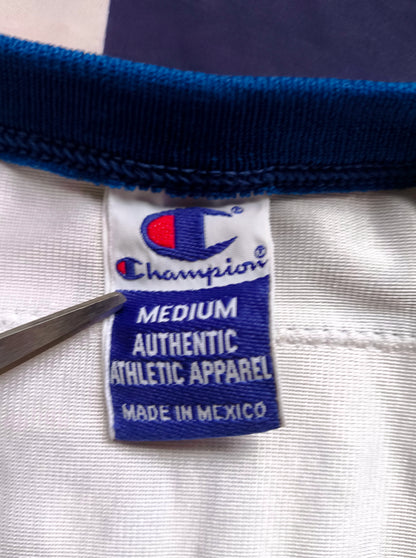 Champion®
MEDIUM
AUTHENTIC
ATHLETIC APPAREL
MADE IN MEXICO